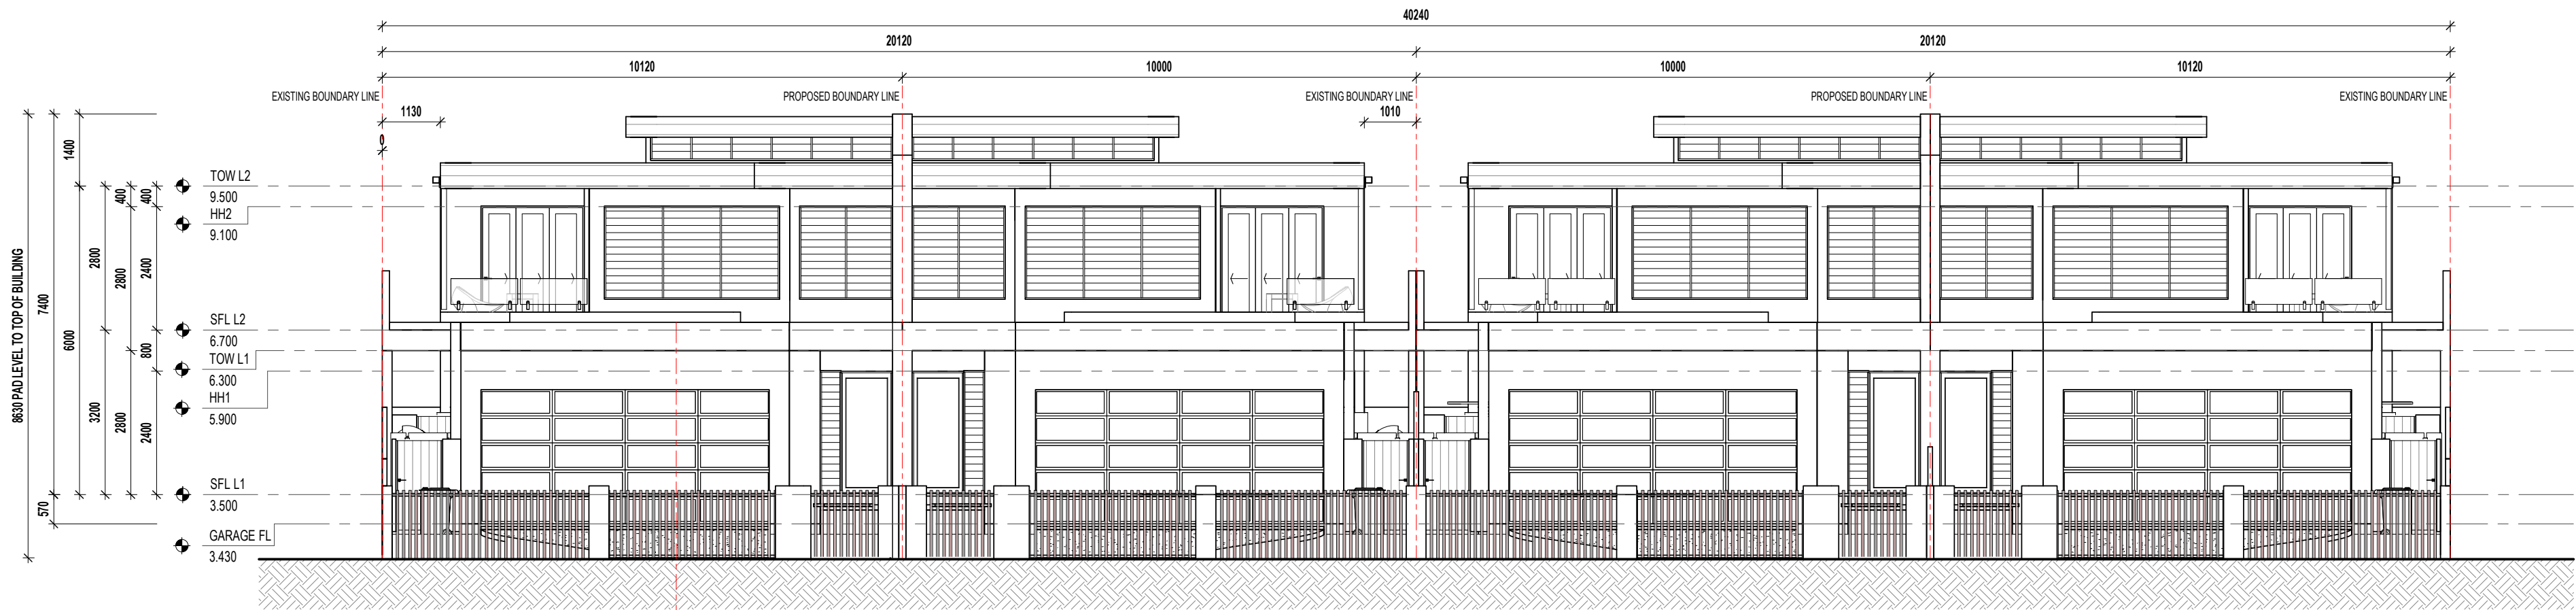 40240
20120
20120
10120
10000
10000
10120
EXISTING BOUNDARY LINE
PROPOSED BOUNDARY LINE
EXISTING BOUNDARY LINE
PROPOSED BOUNDARY LINE
EXISTING BOUNDARY LINE
1130
1010
0
1400
TOW L2
9.500
400
400
HH2
9.100
2800
2800
2400
8630 PAD LEVEL TO TOP OF BUILDING
7400
6000
SFL L2
6.700
TOW L1
6.300
800
HH1
5.900
3200
2800
2400
SFL L1
3.500
570
GARAGE FL
3.430